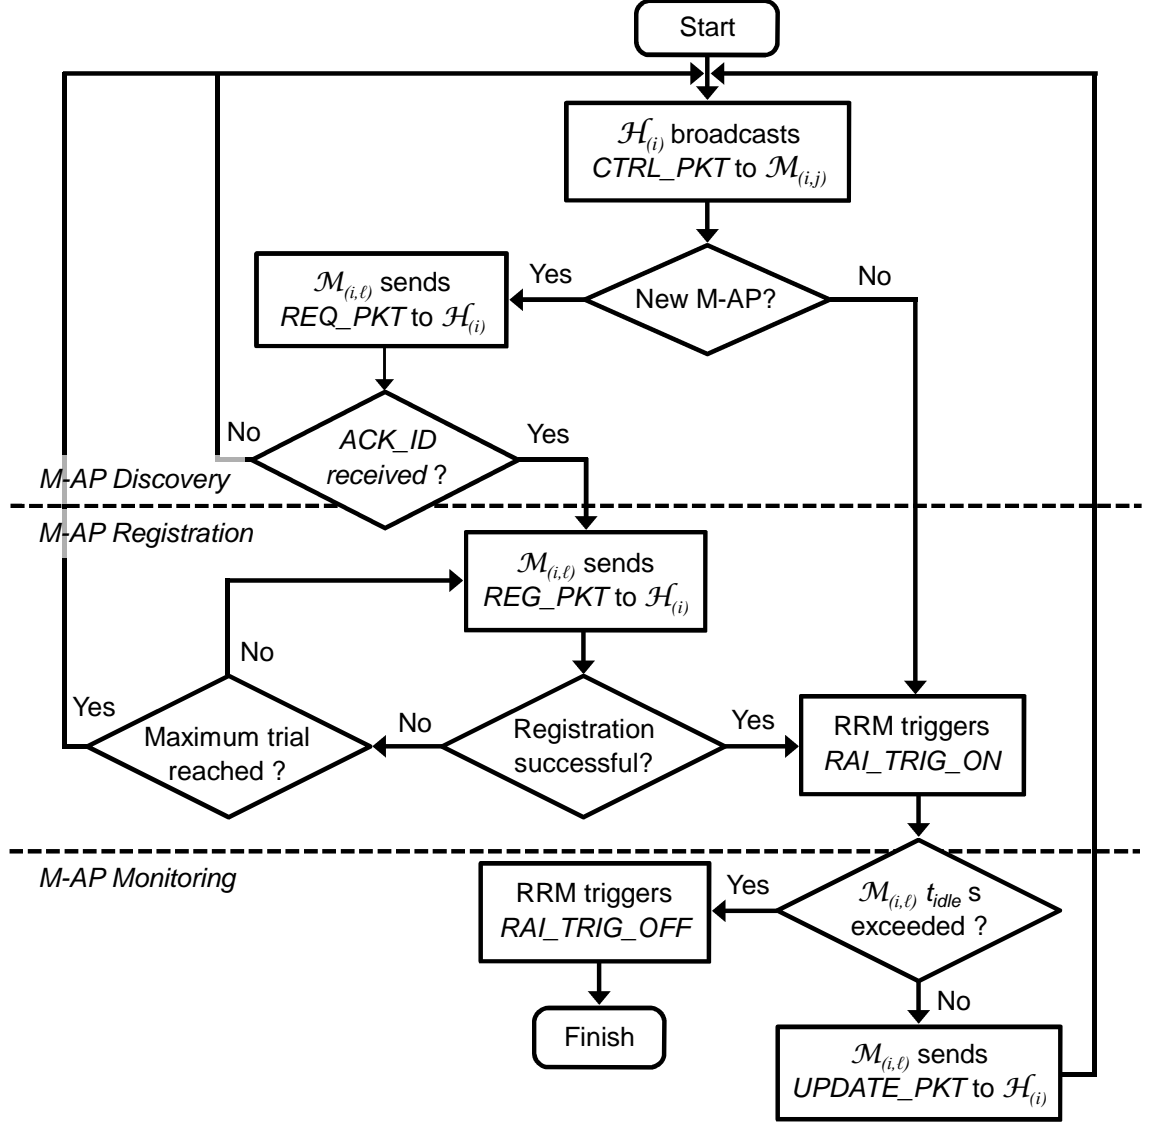 Start
ℋ(i) broadcasts
CTRL_PKT to ℳ(i,j)
New M-AP?
Yes
No
ℳ(i,ℓ) sends
REQ_PKT to ℋ(i)
ACK_ID
received ?
No
Yes
M-AP Discovery
M-AP Registration
ℳ(i,ℓ) sends
REG_PKT to ℋ(i)
No
Yes
Maximum trial
reached ?
No
Registration
successful?
Yes
RRM triggers
RAI_TRIG_ON
M-AP Monitoring
RRM triggers
RAI_TRIG_OFF
Yes
ℳ(i,ℓ) tidle s
exceeded ?
No
Finish
ℳ(i,ℓ) sends
UPDATE_PKT to ℋ(i)